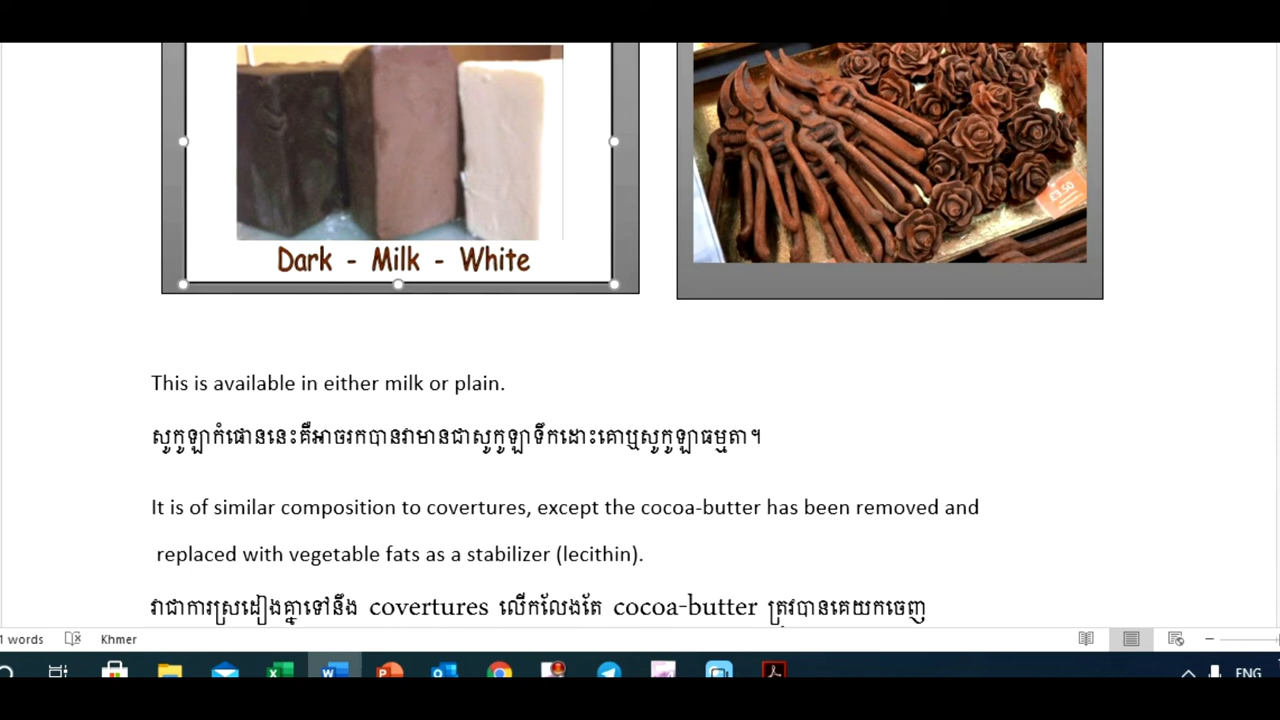 Dark - Milk - White
£3.50
This is available in either milk or plain.
សូកូឡាកំផោននេះគឺអាចរកបានវាមានជាសូកូឡាទឹកដោះគោឬសូកូឡាធម្មតា។
It is of similar composition to covertures, except the cocoa-butter has been removed and
replaced with vegetable fats as a stabilizer (lecithin).
វាជាការស្រដៀងគ្នាទៅនឹង covertures លើកលែងតែ cocoa-butter ត្រូវបានគេយកចេញ
words
Khmer
ENG